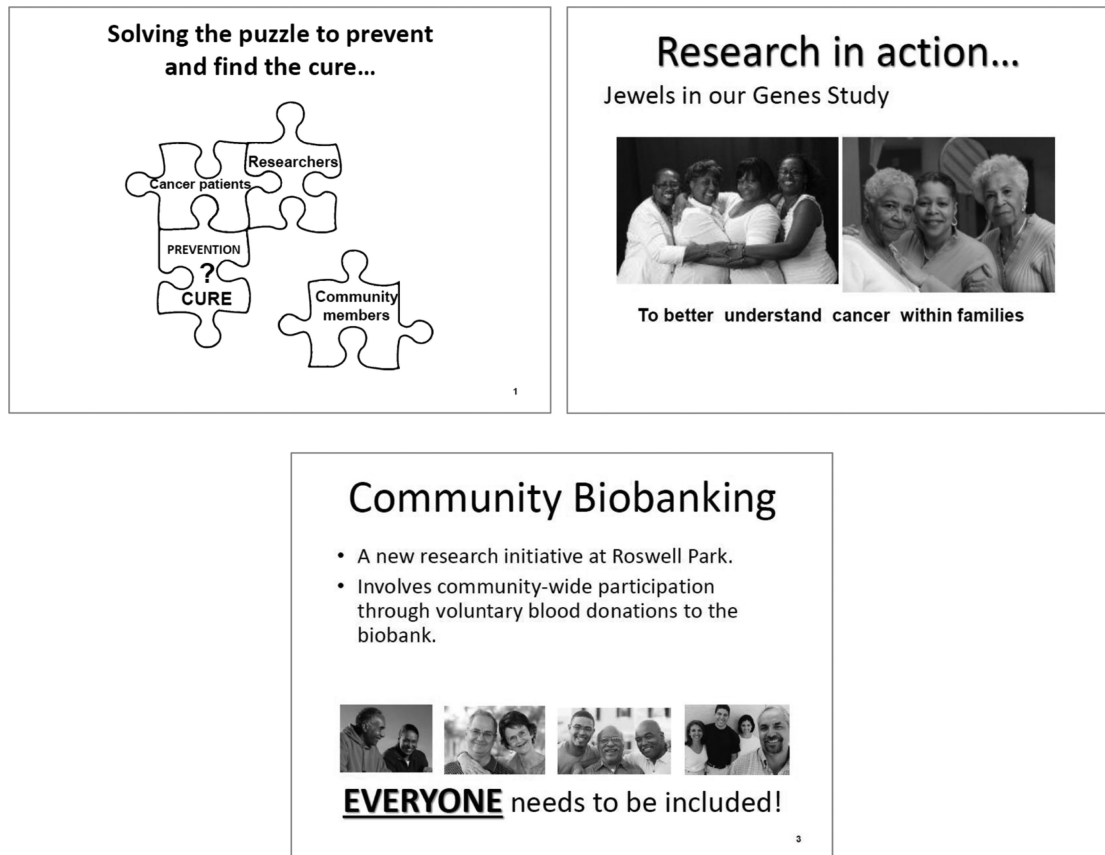 Solving the puzzle to prevent
and find the cure…
Researchers
Cancer patients
PREVENTION
?
CURE
Community
members
1
Research in action…
Jewels in our Genes Study
To better understand cancer within families
Community Biobanking
• A new research initiative at Roswell Park.
• Involves community-wide participation
through voluntary blood donations to the
biobank.
EVERYONE needs to be included!
3